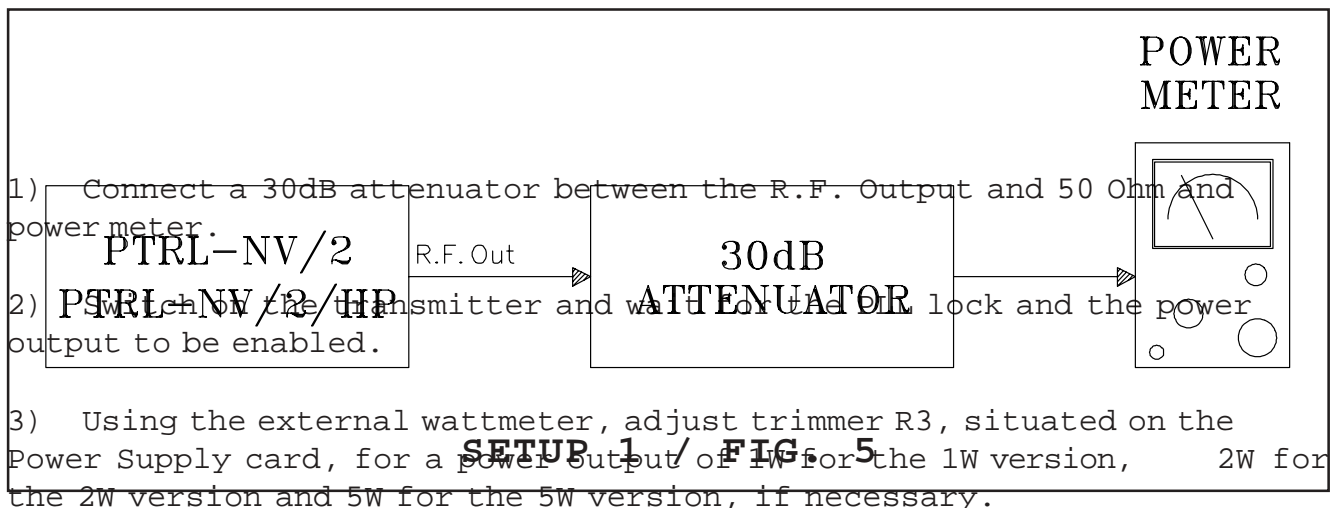 POWER
METER
1) Connect a 30dB attenuator between the R.F. Output and 50 Ohm and
power meter.
PTRL-NV/2
PTRL-NV/2/HP
R.F. Out
30dB
ATTENUATOR
2) Switch on the transmitter and wait for the PLL lock and the power
output to be enabled.
3) Using the external wattmeter, adjust trimmer R3, situated on the
Power Supply card, for a power output of 1W for the 1W version, 2W for
the 2W version and 5W for the 5W version, if necessary.
SETUP 1 / FIG. 5